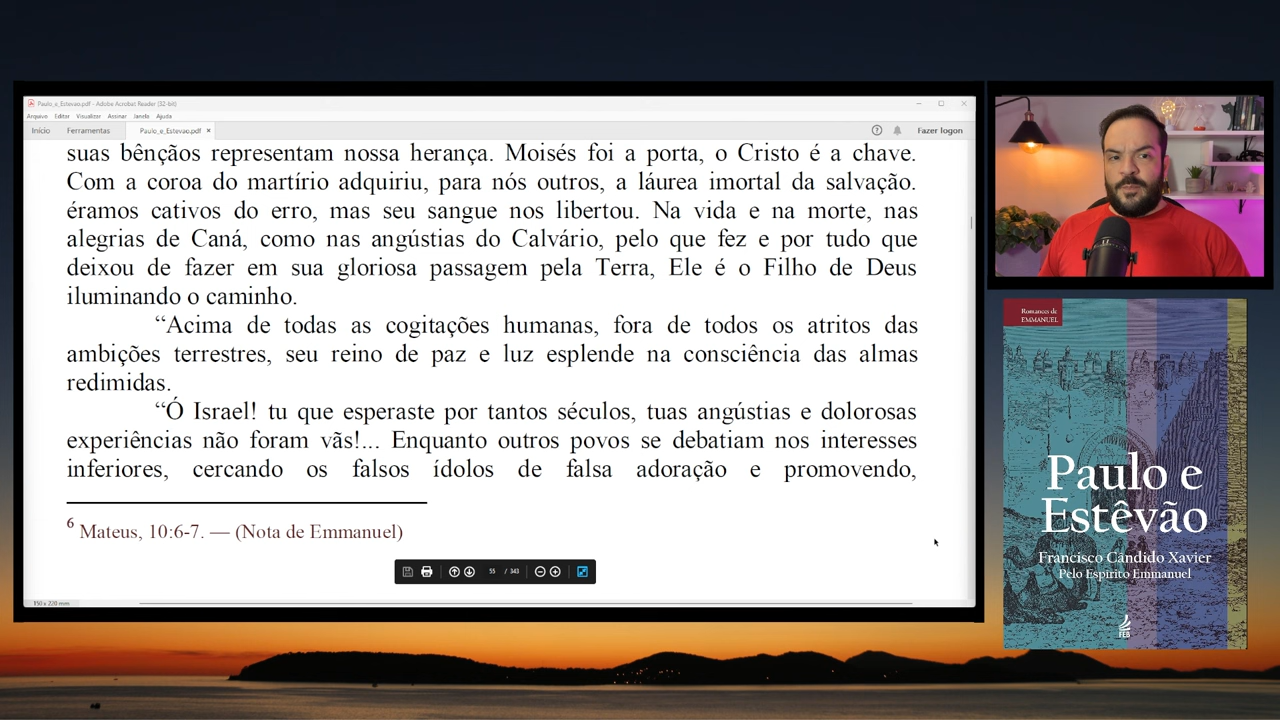 Paulo_e_Estevao.pdf - Adobe Acrobat Reader (32-bit)
Arquivo Editar Visualizar Assinar Janela Ajuda
Início Ferramentas Paulo_e_Estevao.pdf × Fazer logon
suas bênçãos representam nossa herança. Moisés foi a porta, o Cristo é a chave.
Com a coroa do martírio adquiriu, para nós outros, a láurea imortal da salvação.
éramos cativos do erro, mas seu sangue nos libertou. Na vida e na morte, nas
alegrias de Caná, como nas angústias do Calvário, pelo que fez e por tudo que
deixou de fazer em sua gloriosa passagem pela Terra, Ele é o Filho de Deus
iluminando o caminho.
“Acima de todas as cogitações humanas, fora de todos os atritos das
ambições terrestres, seu reino de paz e luz esplende na consciência das almas
redimidas.
“Ó Israel! tu que esperaste por tantos séculos, tuas angústias e dolorosas
experiências não foram vãs!... Enquanto outros povos se debatiam nos interesses
inferiores, cercando os falsos ídolos de falsa adoração e promovendo,
6 Mateus, 10:6-7. — (Nota de Emmanuel)
55 / 343
150 x 220 mm
Romances de
EMMANUEL
Paulo e
Estêvão
Francisco Cândido Xavier
Pelo Espírito Emmanuel
FEB